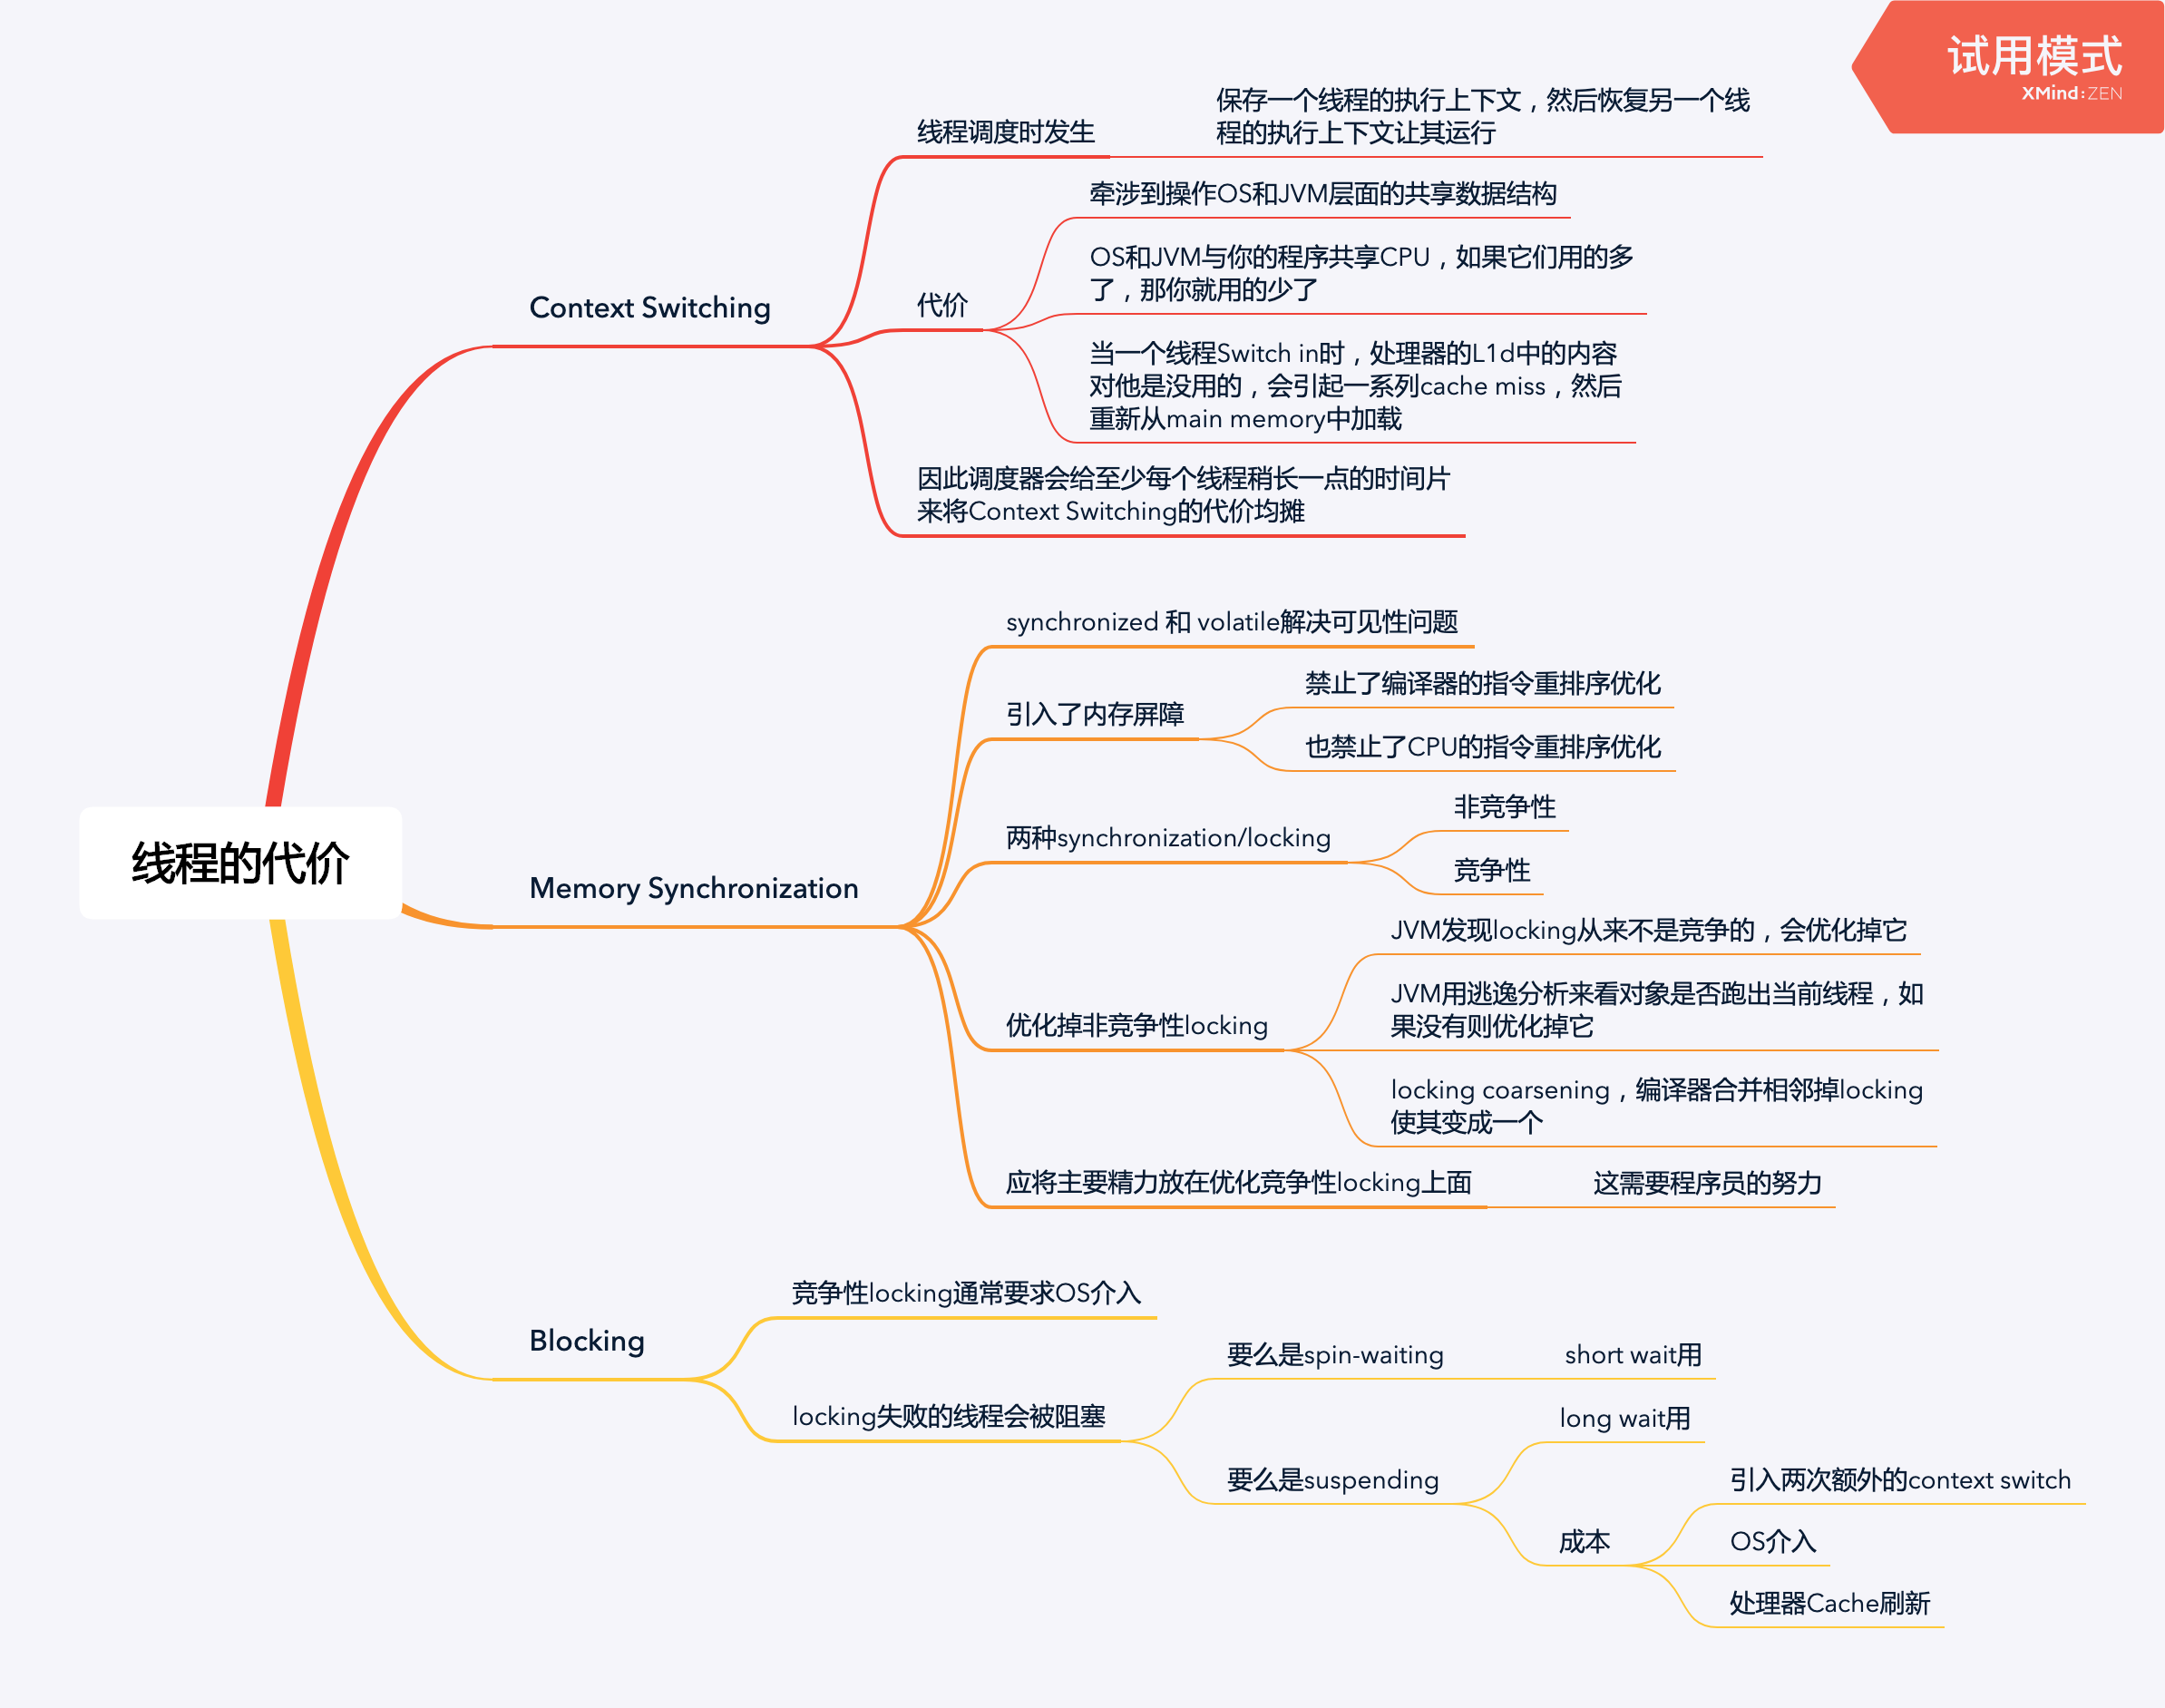 试用模式
XMind:ZEN
线程的代价
Context Switching
线程调度时发生
保存一个线程的执行上下文，然后恢复另一个线
程的执行上下文让其运行
代价
牵涉到操作OS和JVM层面的共享数据结构
OS和JVM与你的程序共享CPU，如果它们用的多
了，那你就用的少了
当一个线程Switch in时，处理器的L1d中的内容
对他是没用的，会引起一系列cache miss，然后
重新从main memory中加载
因此调度器会给至少每个线程稍长一点的时间片
来将Context Switching的代价均摊
Memory Synchronization
synchronized 和 volatile解决可见性问题
引入了内存屏障
禁止了编译器的指令重排序优化
也禁止了CPU的指令重排序优化
两种synchronization/locking
非竞争性
竞争性
优化掉非竞争性locking
JVM发现locking从来不是竞争的，会优化掉它
JVM用逃逸分析来看对象是否跑出当前线程，如
果没有则优化掉它
locking coarsening，编译器合并相邻掉locking
使其变成一个
应将主要精力放在优化竞争性locking上面
这需要程序员的努力
Blocking
竞争性locking通常要求OS介入
locking失败的线程会被阻塞
要么是spin-waiting
short wait用
要么是suspending
long wait用
成本
引入两次额外的context switch
OS介入
处理器Cache刷新